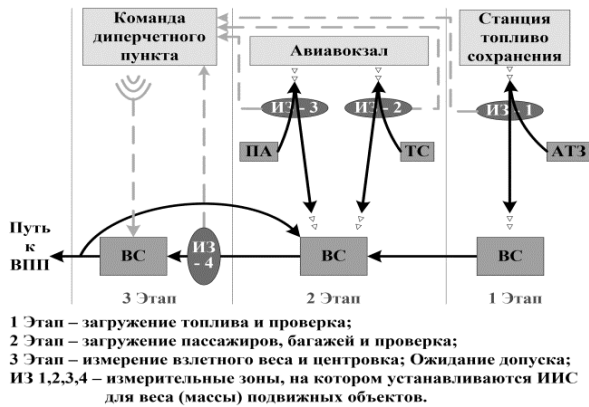 Команда
диперчетного
пункта
Авиавокзал
Станция
топливо
сохранения
ИЗ - 3
ИЗ - 2
ИЗ - 1
ПА
ТС
АТЗ
Путь
к
ВПП
ВС
ИЗ
- 4
ВС
ВС
3 Этап
2 Этап
1 Этап
1 Этап – загружение топлива и проверка;
2 Этап – загружение пассажиров, багажей и проверка;
3 Этап – измерение взлетного веса и центровка; Ожидание допуска;
ИЗ 1,2,3,4 – измерительные зоны, на котором устанавливаются ИИС
для веса (массы) подвижных объектов.